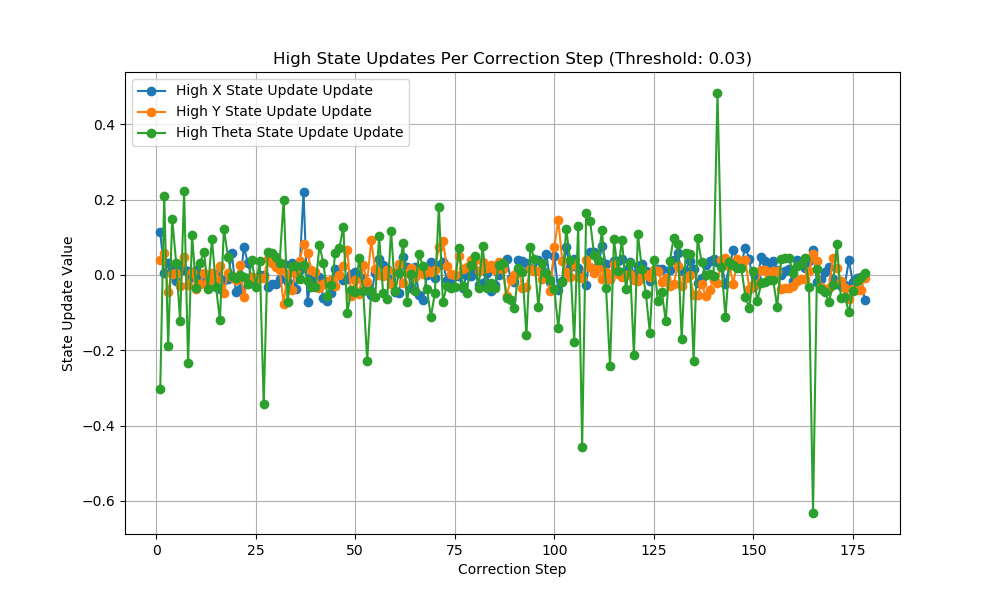 High State Updates Per Correction Step (Threshold: 0.03)
High X State Update Update
High Y State Update Update
High Theta State Update Update
State Update Value
0.4
0.2
0.0
−0.2
−0.4
−0.6
0 25 50 75 100 125 150 175
Correction Step